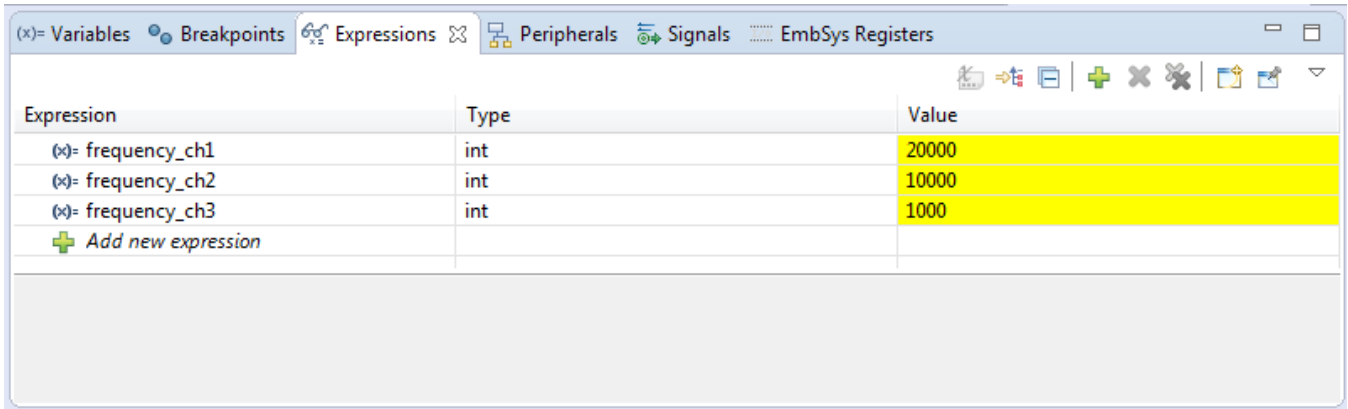 (x)= Variables Breakpoints Expressions Peripherals Signals EmbSys Registers
Expression Type Value
(x)= frequency_ch1 int 20000
(x)= frequency_ch2 int 10000
(x)= frequency_ch3 int 1000
Add new expression